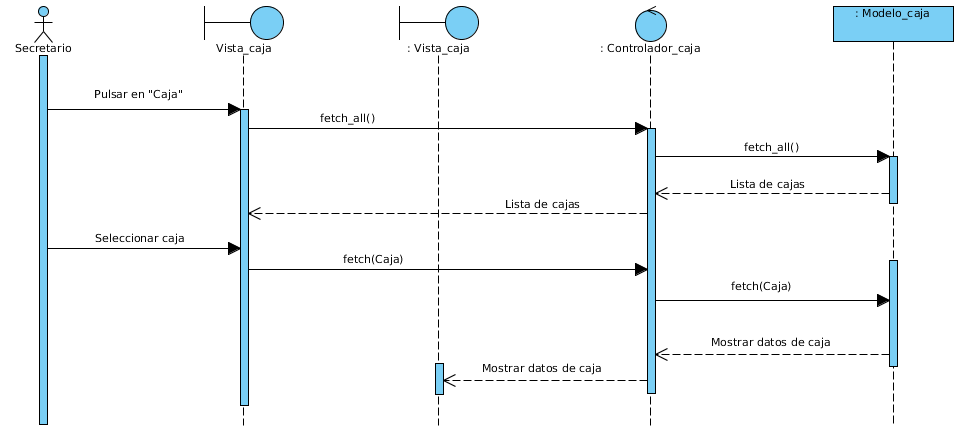 : Modelo_caja
Secretario
Vista_caja
: Vista_caja
: Controlador_caja
Pulsar en "Caja"
fetch_all()
fetch_all()
Lista de cajas
Lista de cajas
Seleccionar caja
fetch(Caja)
fetch(Caja)
Mostrar datos de caja
Mostrar datos de caja